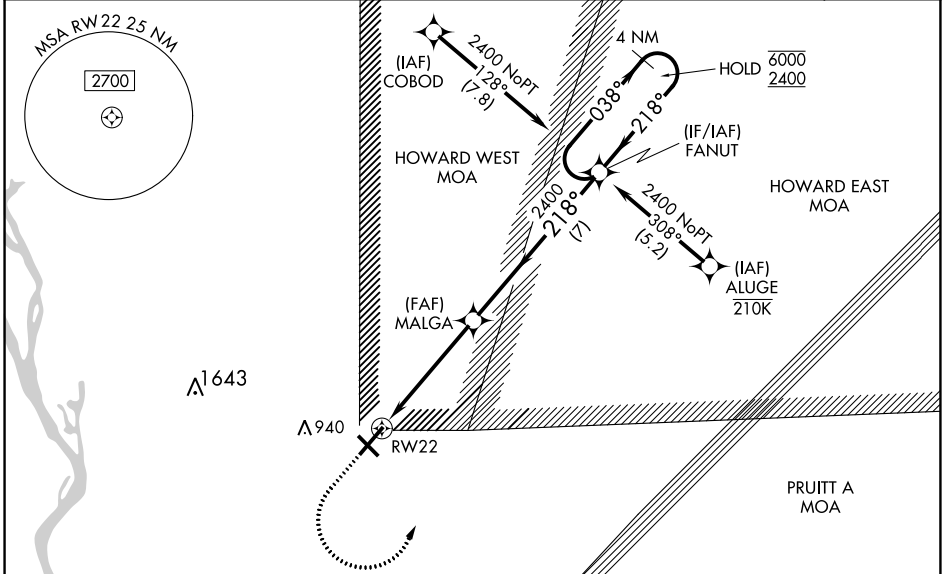 MSA RW22 25 NM
2700
(IAF)
COBOD
2400 NoPT
128°
(7.8)
4 NM
HOLD 6000
2400
038°
218°
(IF/IAF)
FANUT
HOWARD WEST
MOA
HOWARD EAST
MOA
2400
218°
(7)
2400 NoPT
308°
(5.2)
(IAF)
ALUGE
210K
(FAF)
MALGA
1643
940
RW22
PRUITT A
MOA